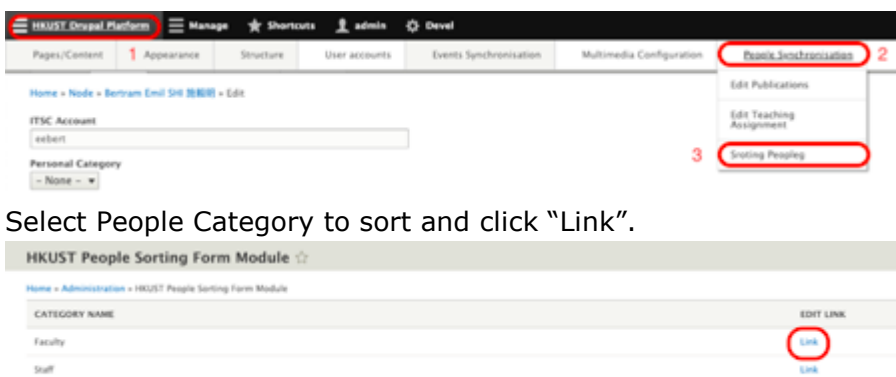 HKUST Drupal Platform Manage Shortcuts admin Devel
Pages/Content 1 Appearance Structure User accounts Events Synchronisation Multimedia Configuration People Synchronisation 2
Edit Publications
Home » Node » Bertram Emil SHI 施毅明 » Edit
Edit Teaching
Assignment
ITSC Account
eebert
3 Sroting Peopleg
Personal Category
- None -
Select People Category to sort and click “Link”.
HKUST People Sorting Form Module
Home » Administration » HKUST People Sorting Form Module
CATEGORY NAME EDIT LINK
Faculty Link
Staff Link